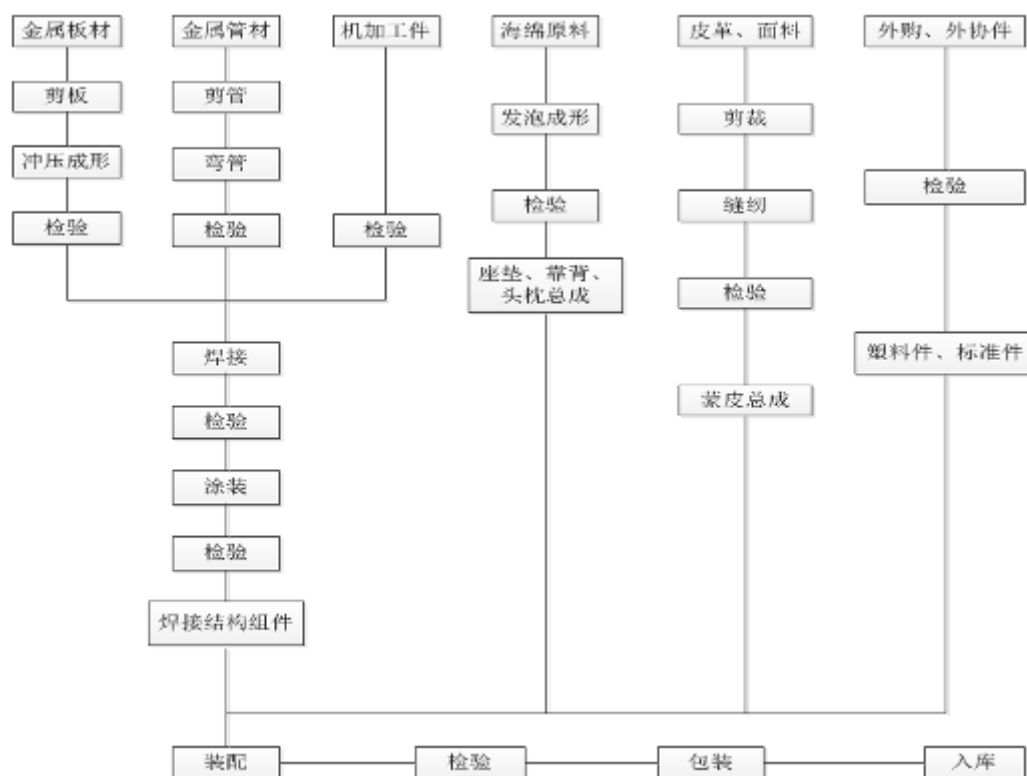 金属板材
金属管材
机加工件
海绵原料
皮革、面料
外购、外协件
剪板
剪管
发泡成形
剪裁
冲压成形
弯管
检验
检验
缝纫
检验
检验
检验
座垫、靠背、
头枕总成
检验
焊接
塑料件、标准件
检验
蒙皮总成
涂装
检验
焊接结构组件
装配
检验
包装
入库